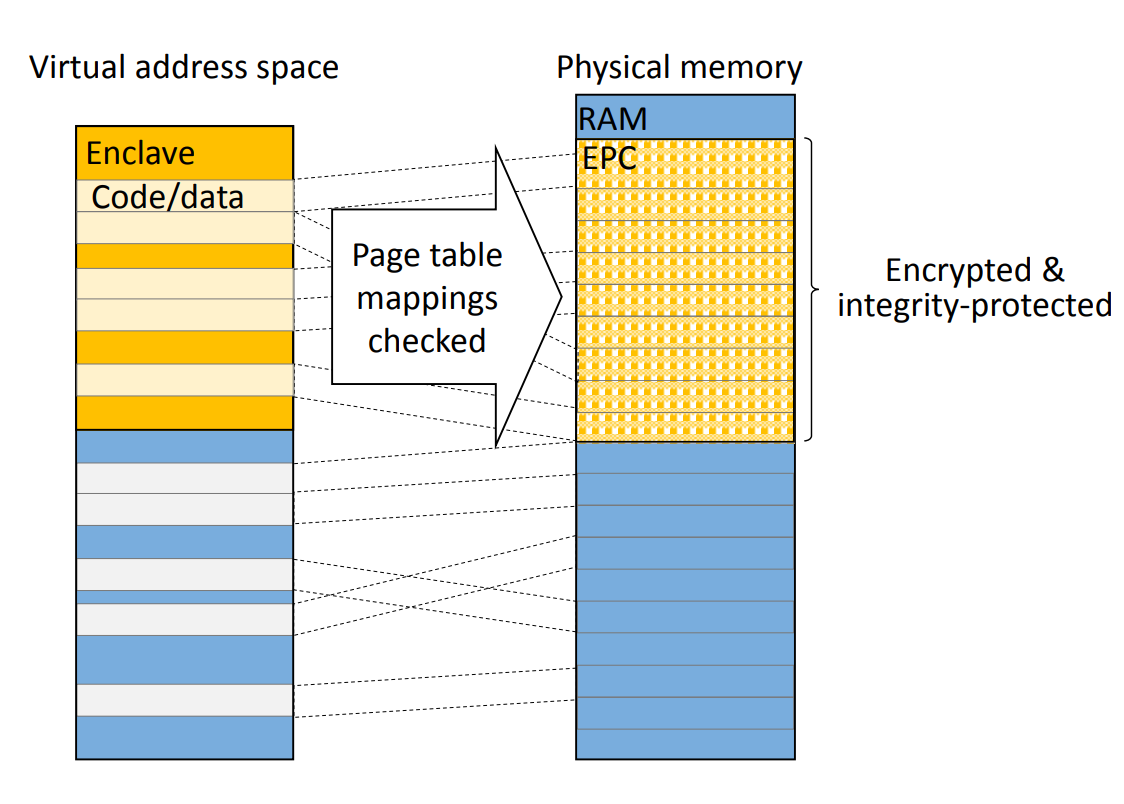 Virtual address space
Physical memory
RAM
Enclave
EPC
Code/data
Page table
mappings
checked
Encrypted &
integrity-protected